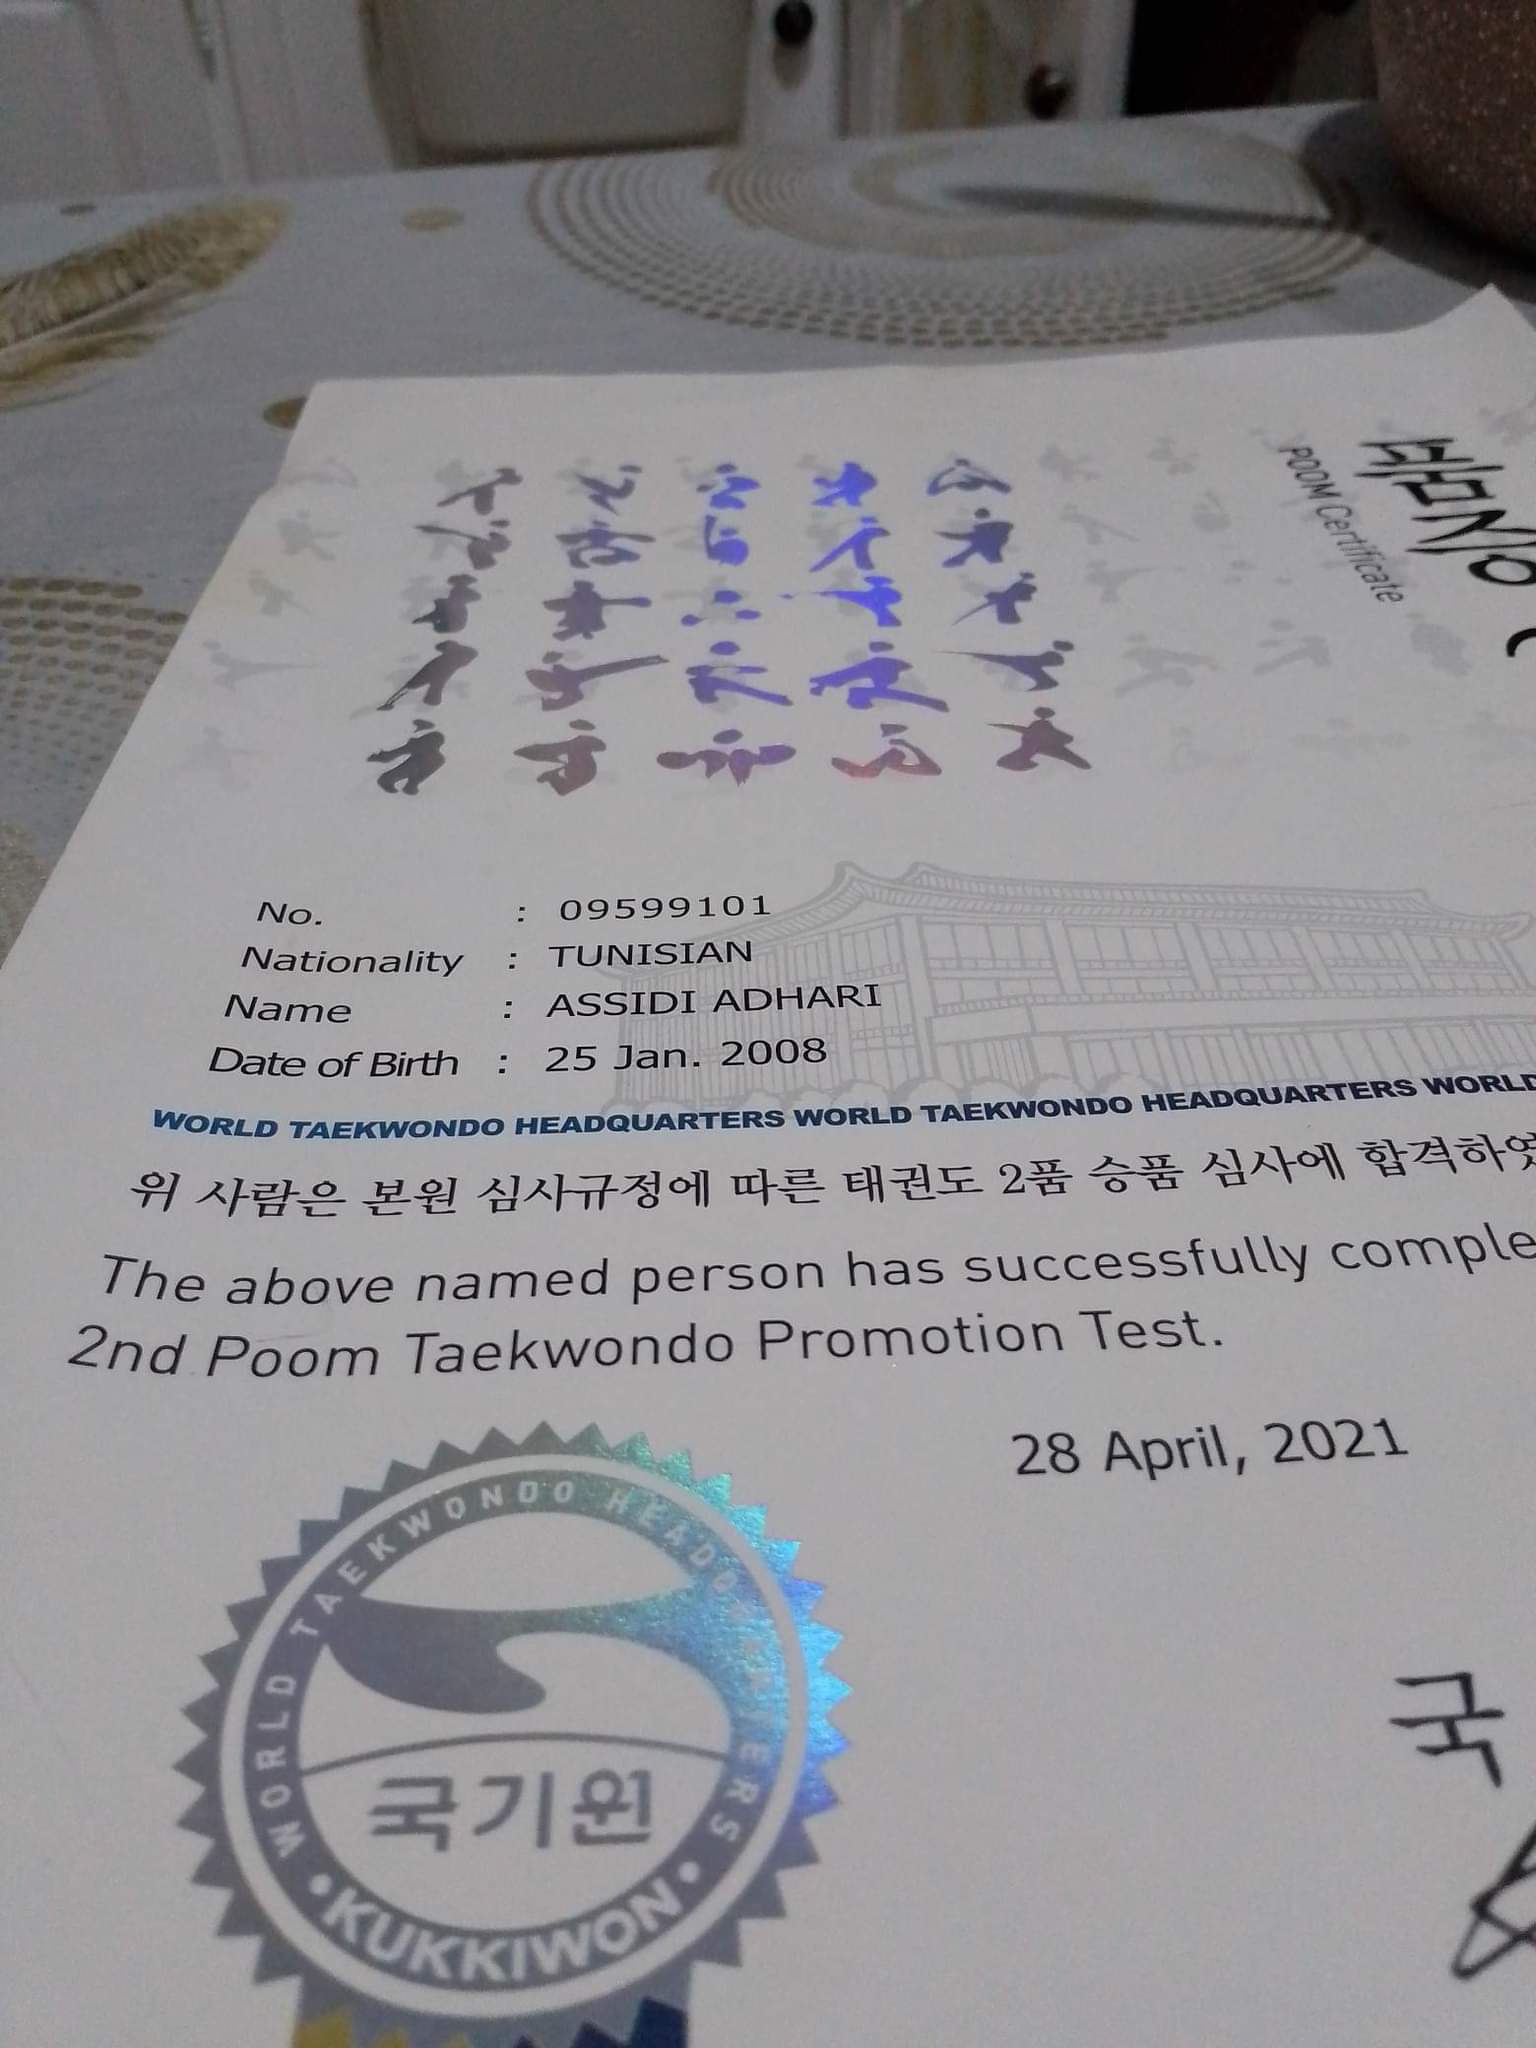 POOM Certificate
No. : 09599101
Nationality : TUNISIAN
Name : ASSIDI ADHARI
Date of Birth : 25 Jan. 2008
WORLD TAEKWONDO HEADQUARTERS WORLD TAEKWONDO HEADQUARTERS WORLD
위 사람은 본원 심사규정에 따른 태권도 2품 승품 심사에 합격하였
The above named person has successfully comple
2nd Poom Taekwondo Promotion Test.
28 April, 2021
WORLD TAEKWONDO HEADQUARTERS
국기원
KUKKIWON
국